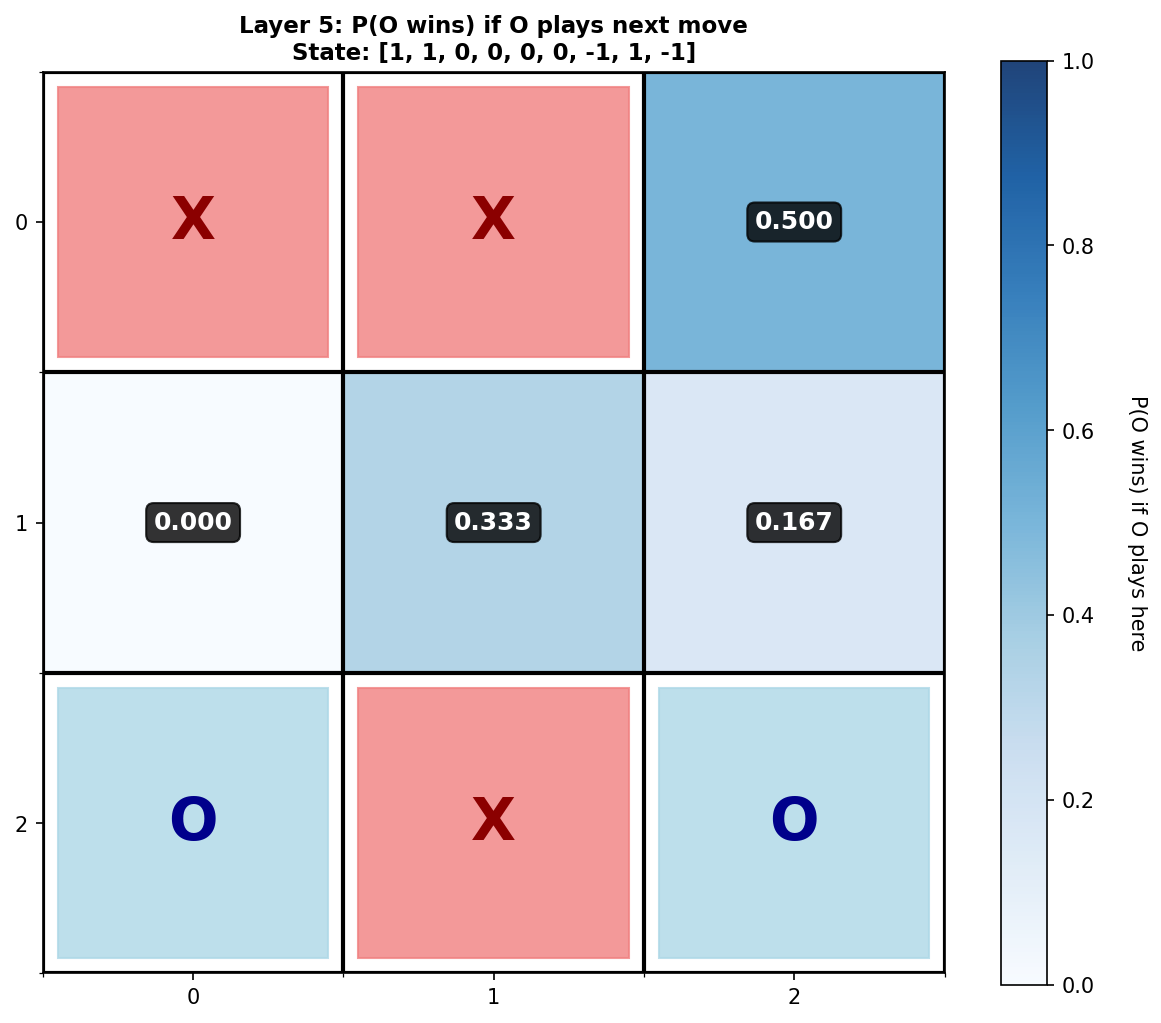 Layer 5: P(O wins) if O plays next move
State: [1, 1, 0, 0, 0, 0, -1, 1, -1]
0
X
X
0.500
1
0.000
0.333
0.167
2
O
X
O
0
1
2
1.0
0.8
0.6
0.4
0.2
0.0
P(O wins) if O plays here